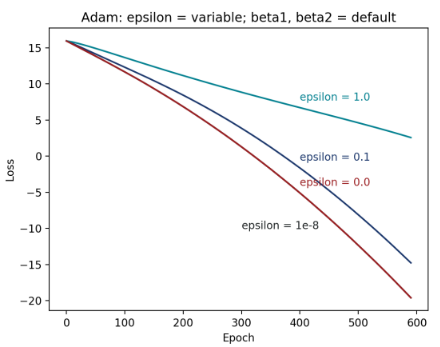 Adam: epsilon = variable; beta1, beta2 = default
Loss
15
10
5
0
−5
−10
−15
−20
epsilon = 1.0
epsilon = 0.1
epsilon = 0.0
epsilon = 1e-8
0 100 200 300 400 500 600
Epoch